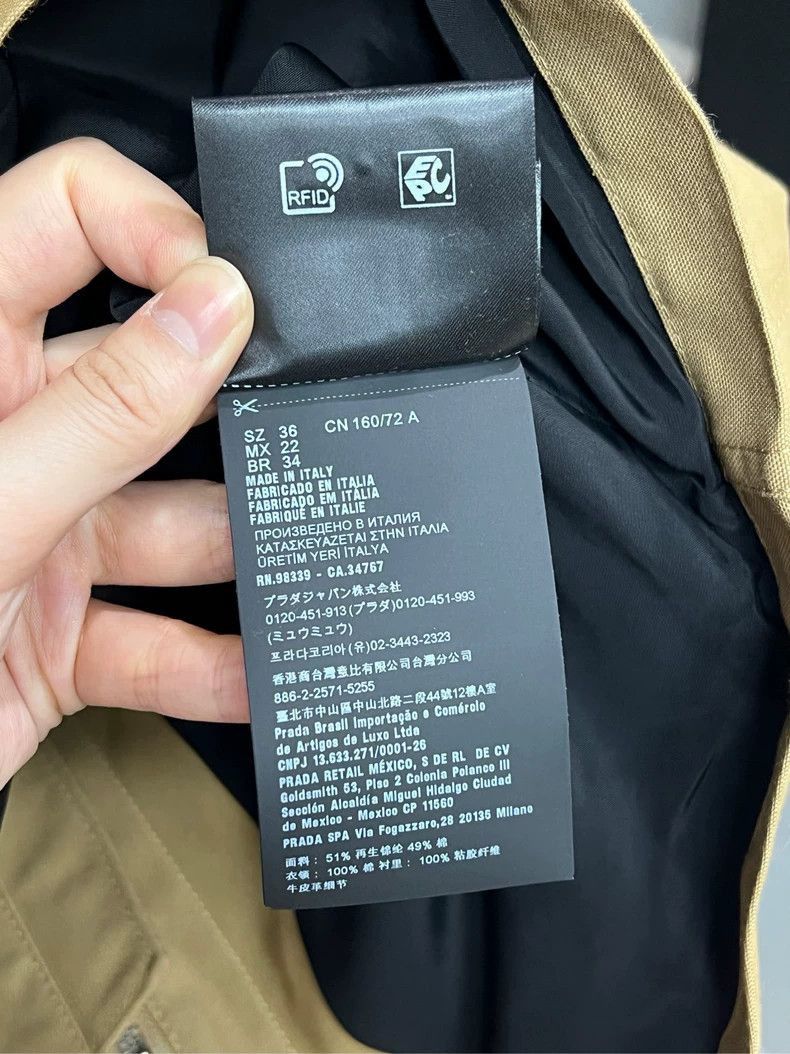 RFID
EPC
SZ 36 CN 160/72 A
MX 22
BR 34
MADE IN ITALY
FABRICADO EN ITALIA
FABRICADO EM ITÁLIA
FABRIQUÉ EN ITALIE
ПРОИЗВЕДЕНО В ИТАЛИЯ
ΚΑΤΑΣΚΕΥΑΖΕΤΑΙ ΣΤΗΝ ΙΤΑΛΙΑ
ÜRETİM YERİ İTALYA
RN.98339 - CA.34767
プラダジャパン株式会社
0120-451-913(プラダ)0120-451-993
(ミュウミュウ)
프라다코리아(유)02-3443-2323
香港商台灣壹比有限公司台灣分公司
886-2-2571-5255
臺北市中山區中山北路二段44號12樓A室
Prada Brasil Importação e Comérolo
de Artigos de Luxo Ltda
CNPJ 13.633.271/0001-26
PRADA RETAIL MÉXICO, S DE RL DE CV
Goldsmith 53, Piso 2 Colonia Polanco III
Sección Alcaldía Miguel Hidalgo Ciudad
de Mexico - Mexico CP 11560
PRADA SPA Via Fogazzaro,28 20135 Milano
面料： 51% 再生锦纶 49% 棉
衣领： 100% 棉 衬里： 100% 粘胶纤维
牛皮革细节